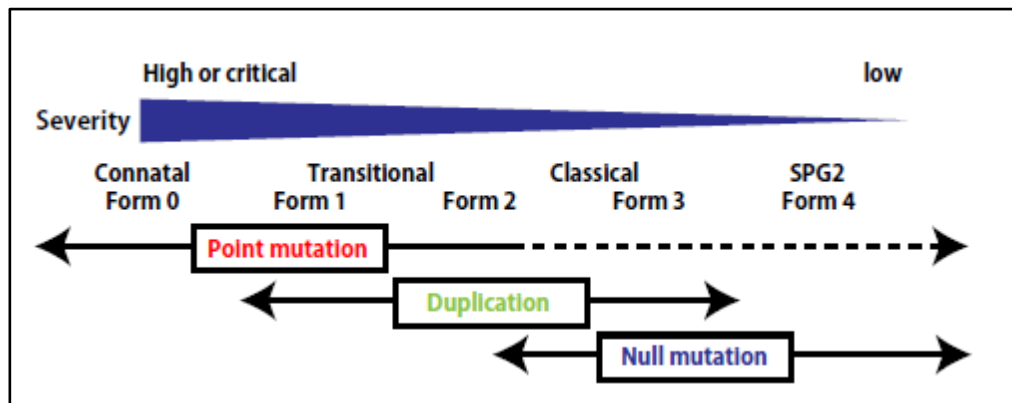 High or critical low
Severity
Connatal Transitional Classical SPG2
Form 0 Form 1 Form 2 Form 3 Form 4
Point mutation
Duplication
Null mutation